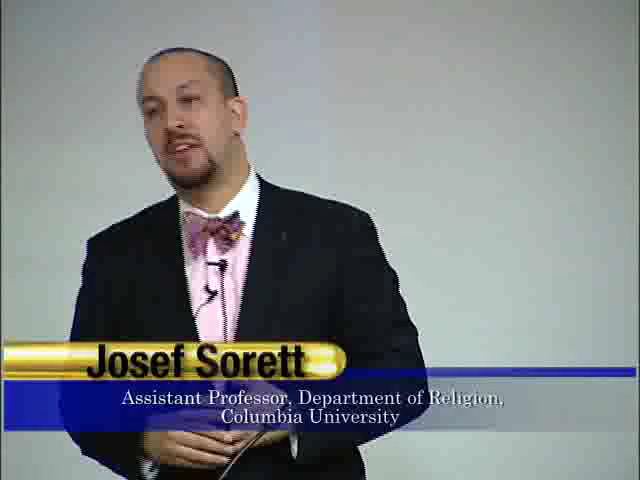 Josef Sorett
Assistant Professor, Department of Religion,
Columbia University